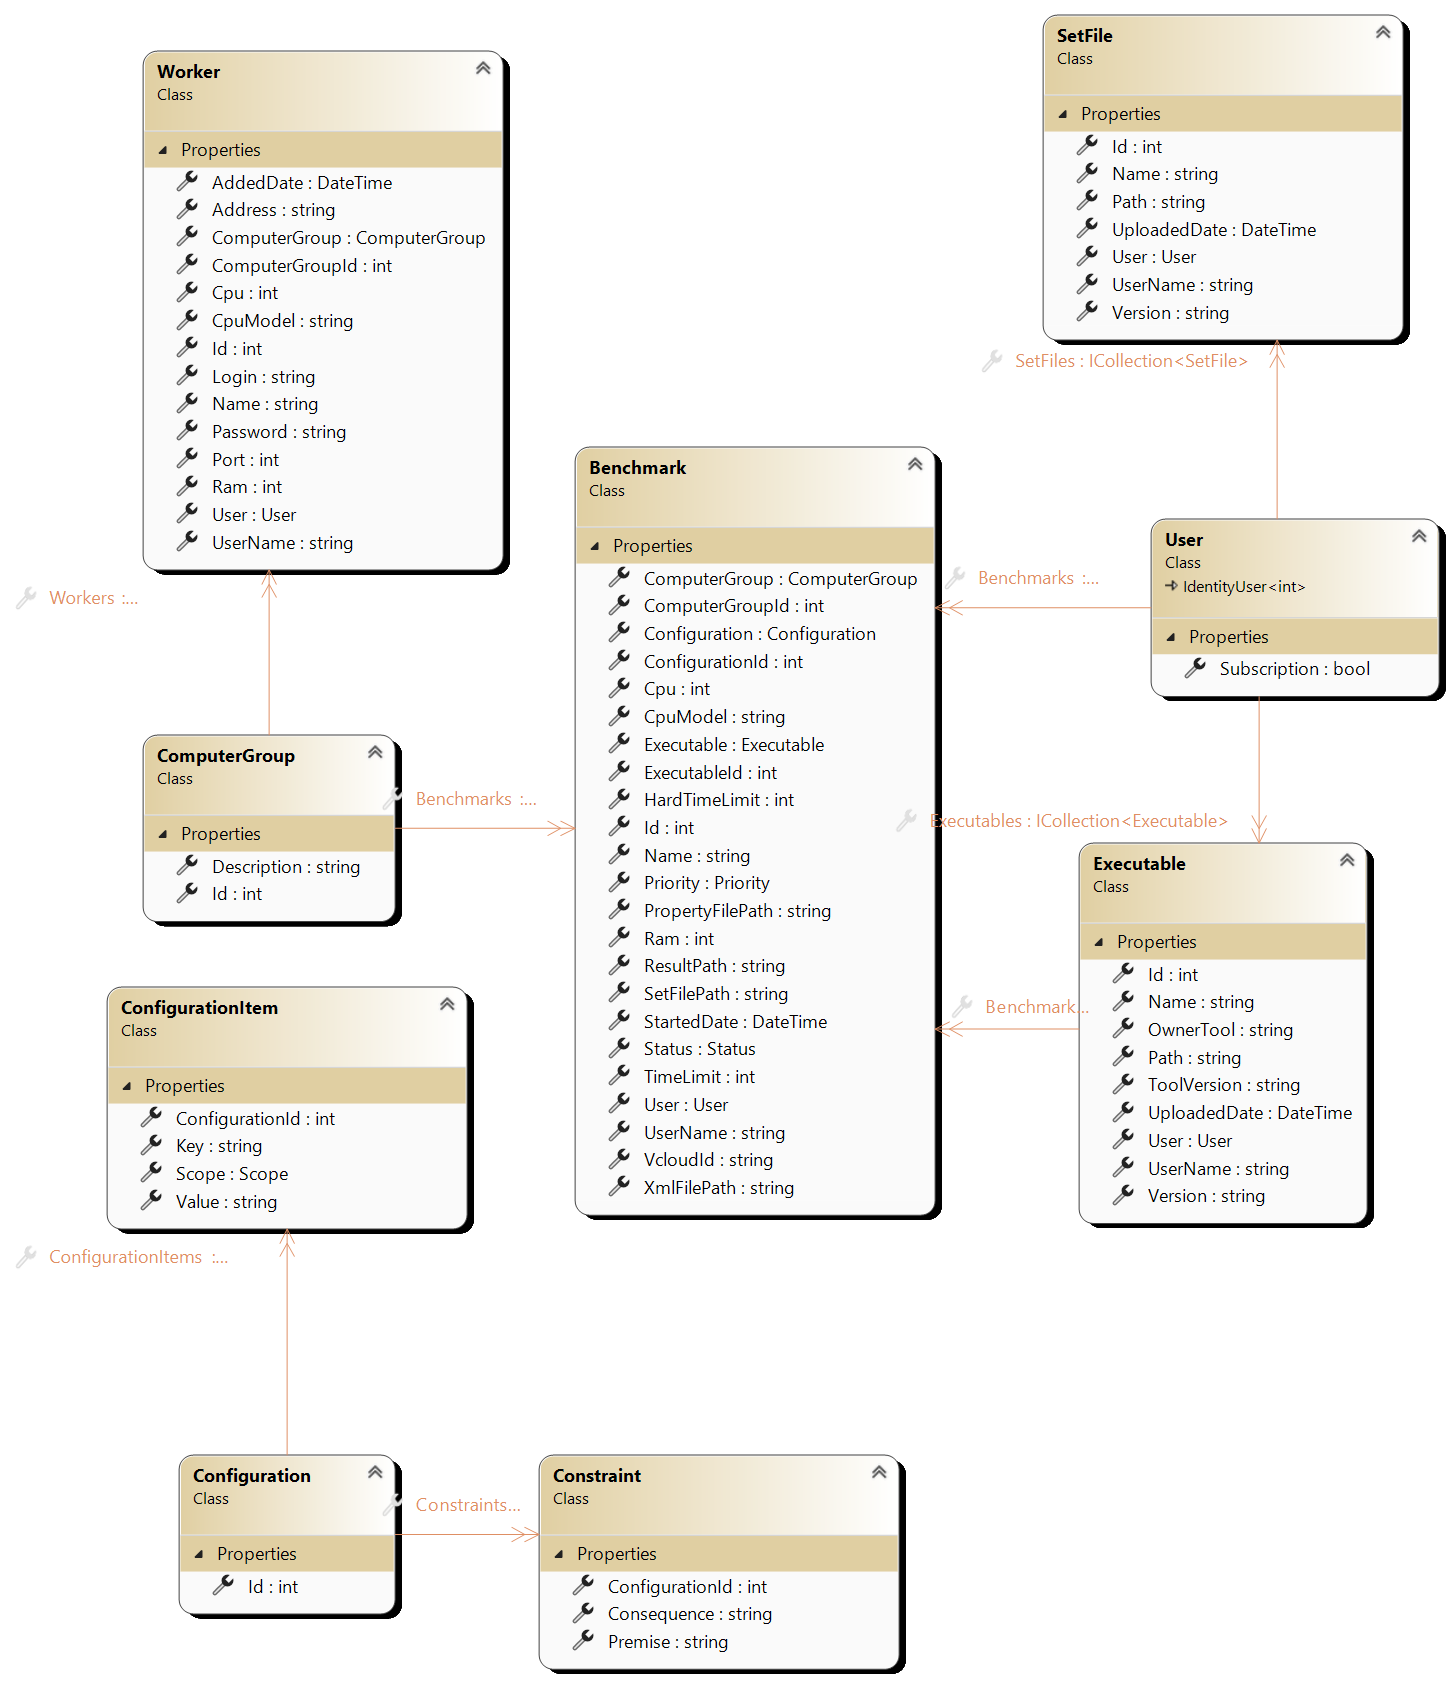 Worker
Class
Properties
AddedDate : DateTime
Address : string
ComputerGroup : ComputerGroup
ComputerGroupId : int
Cpu : int
CpuModel : string
Id : int
Login : string
Name : string
Password : string
Port : int
Ram : int
User : User
UserName : string
Workers :...
SetFile
Class
Properties
Id : int
Name : string
Path : string
UploadedDate : DateTime
User : User
UserName : string
Version : string
SetFiles : ICollection<SetFile>
Benchmark
Class
Properties
ComputerGroup : ComputerGroup
ComputerGroupId : int
Configuration : Configuration
ConfigurationId : int
Cpu : int
CpuModel : string
Executable : Executable
ExecutableId : int
HardTimeLimit : int
Id : int
Name : string
Priority : Priority
PropertyFilePath : string
Ram : int
ResultPath : string
SetFilePath : string
StartedDate : DateTime
Status : Status
TimeLimit : int
User : User
UserName : string
VcloudId : string
XmlFilePath : string
User
Class
IdentityUser<int>
Properties
Subscription : bool
Benchmarks :...
Executables : ICollection<Executable>
ComputerGroup
Class
Properties
Description : string
Id : int
Benchmarks :...
Executable
Class
Properties
Id : int
Name : string
OwnerTool : string
Path : string
ToolVersion : string
UploadedDate : DateTime
User : User
UserName : string
Version : string
Benchmark...
ConfigurationItem
Class
Properties
ConfigurationId : int
Key : string
Scope : Scope
Value : string
ConfigurationItems :...
Configuration
Class
Properties
Id : int
Constraints...
Constraint
Class
Properties
ConfigurationId : int
Consequence : string
Premise : string